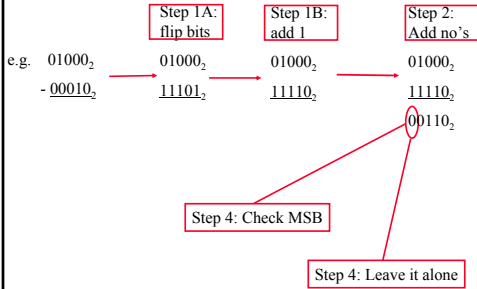 Step 1A:
flip bits
Step 1B:
add 1
Step 2:
Add no's
e.g. 01000₂ 01000₂ 01000₂ 01000₂
- 00010₂ 11101₂ 11110₂ 11110₂
00110₂
Step 4: Check MSB
Step 4: Leave it alone